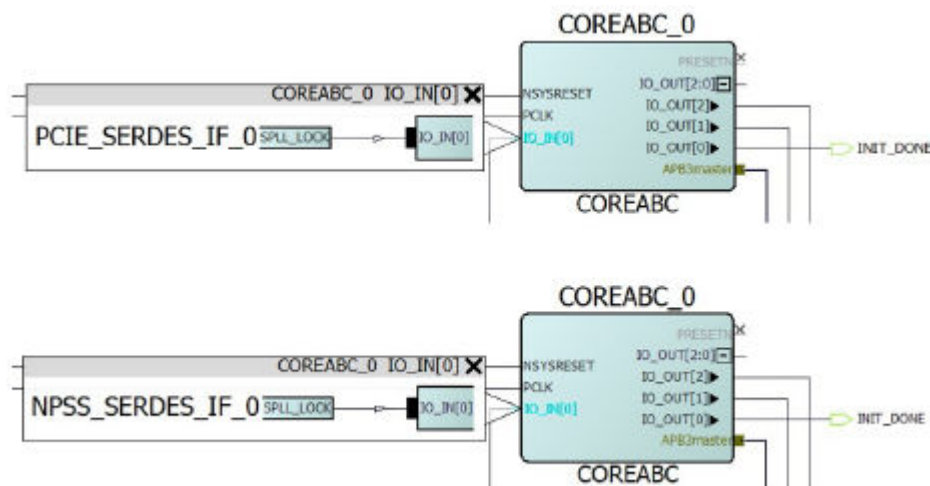 COREABC_0
PRESETN
COREABC_0 IO_IN[0]
IO_OUT[2:0]
NSYSRESET
IO_OUT[2]
PCLK
PCIE_SERDES_IF_0 SPLL_LOCK IO_IN[0]
IO_OUT[1]
IO_IN[0]
IO_OUT[0]
INIT_DONE
APB3master
COREABC
COREABC_0
PRESETN
COREABC_0 IO_IN[0]
IO_OUT[2:0]
NSYSRESET
IO_OUT[2]
PCLK
NPSS_SERDES_IF_0 SPLL_LOCK IO_IN[0]
IO_OUT[1]
IO_IN[0]
IO_OUT[0]
INIT_DONE
APB3master
COREABC